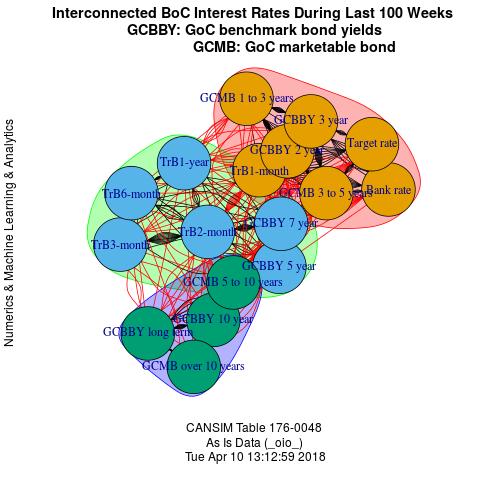 Interconnected BoC Interest Rates During Last 100 Weeks
GCBBY: GoC benchmark bond yields
GCMB: GoC marketable bond
Numerics & Machine Learning & Analytics
GCMB 1 to 3 years
GCBBY 3 year
Target rate
GCBBY 2 year
TrB1-year
TrB1-month
Bank rate
GCMB 3 to 5 years
TrB6-month
GCBBY 7 year
TrB2-month
TrB3-month
GCBBY 5 year
GCMB 5 to 10 years
GCBBY 10 year
GCBBY long term
GCMB over 10 years
CANSIM Table 176-0048
As Is Data (_oio_)
Tue Apr 10 13:12:59 2018